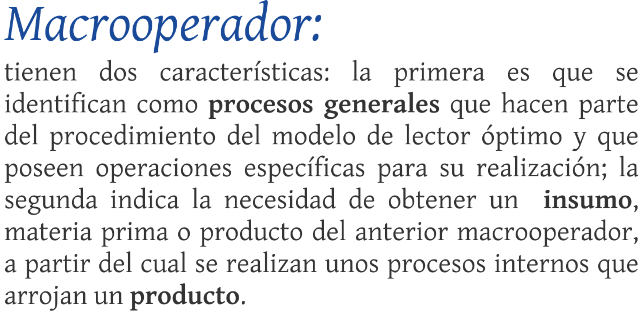 Macrooperador:
tienen dos características: la primera es que se
identifican como procesos generales que hacen parte
del procedimiento del modelo de lector óptimo y que
poseen operaciones específicas para su realización; la
segunda indica la necesidad de obtener un insumo,
materia prima o producto del anterior macrooperador,
a partir del cual se realizan unos procesos internos que
arrojan un producto.